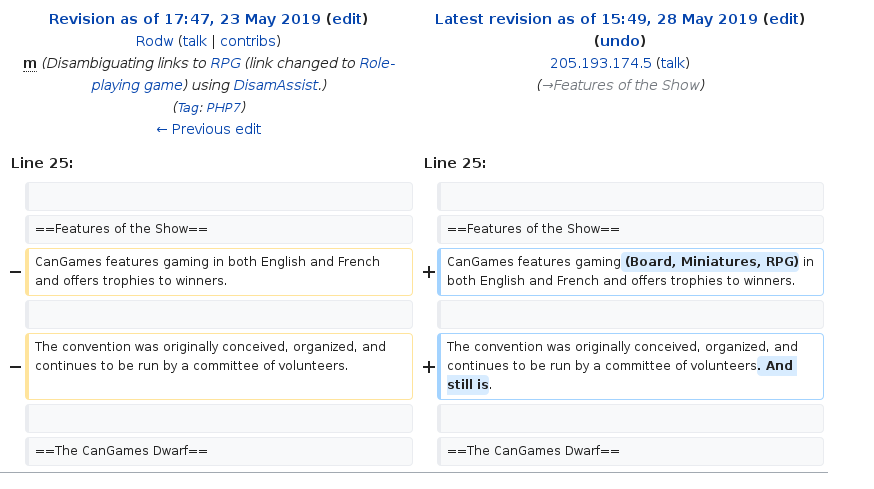 Revision as of 17:47, 23 May 2019 (edit)
Rodw (talk | contribs)
m (Disambiguating links to RPG (link changed to Role-
playing game) using DisamAssist.)
(Tag: PHP7)
← Previous edit
Latest revision as of 15:49, 28 May 2019 (edit)
(undo)
205.193.174.5 (talk)
(→Features of the Show)
Line 25:
Line 25:
==Features of the Show==
==Features of the Show==
− CanGames features gaming in both English and French
and offers trophies to winners.
+ CanGames features gaming (Board, Miniatures, RPG) in
both English and French and offers trophies to winners.
− The convention was originally conceived, organized, and
continues to be run by a committee of volunteers.
+ The convention was originally conceived, organized, and
continues to be run by a committee of volunteers. And
still is.
==The CanGames Dwarf==
==The CanGames Dwarf==